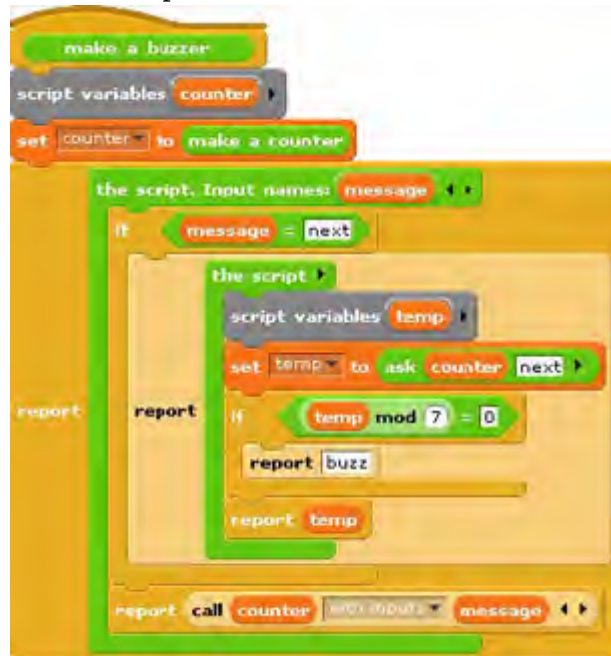 make a buzzer
script variables counter
set counter to make a counter
the script. Input names: message
if message = next
the script
script variables temp
set temp to ask counter next
report report if temp mod 7 = 0
report buzz
report temp
report call counter with inputs message